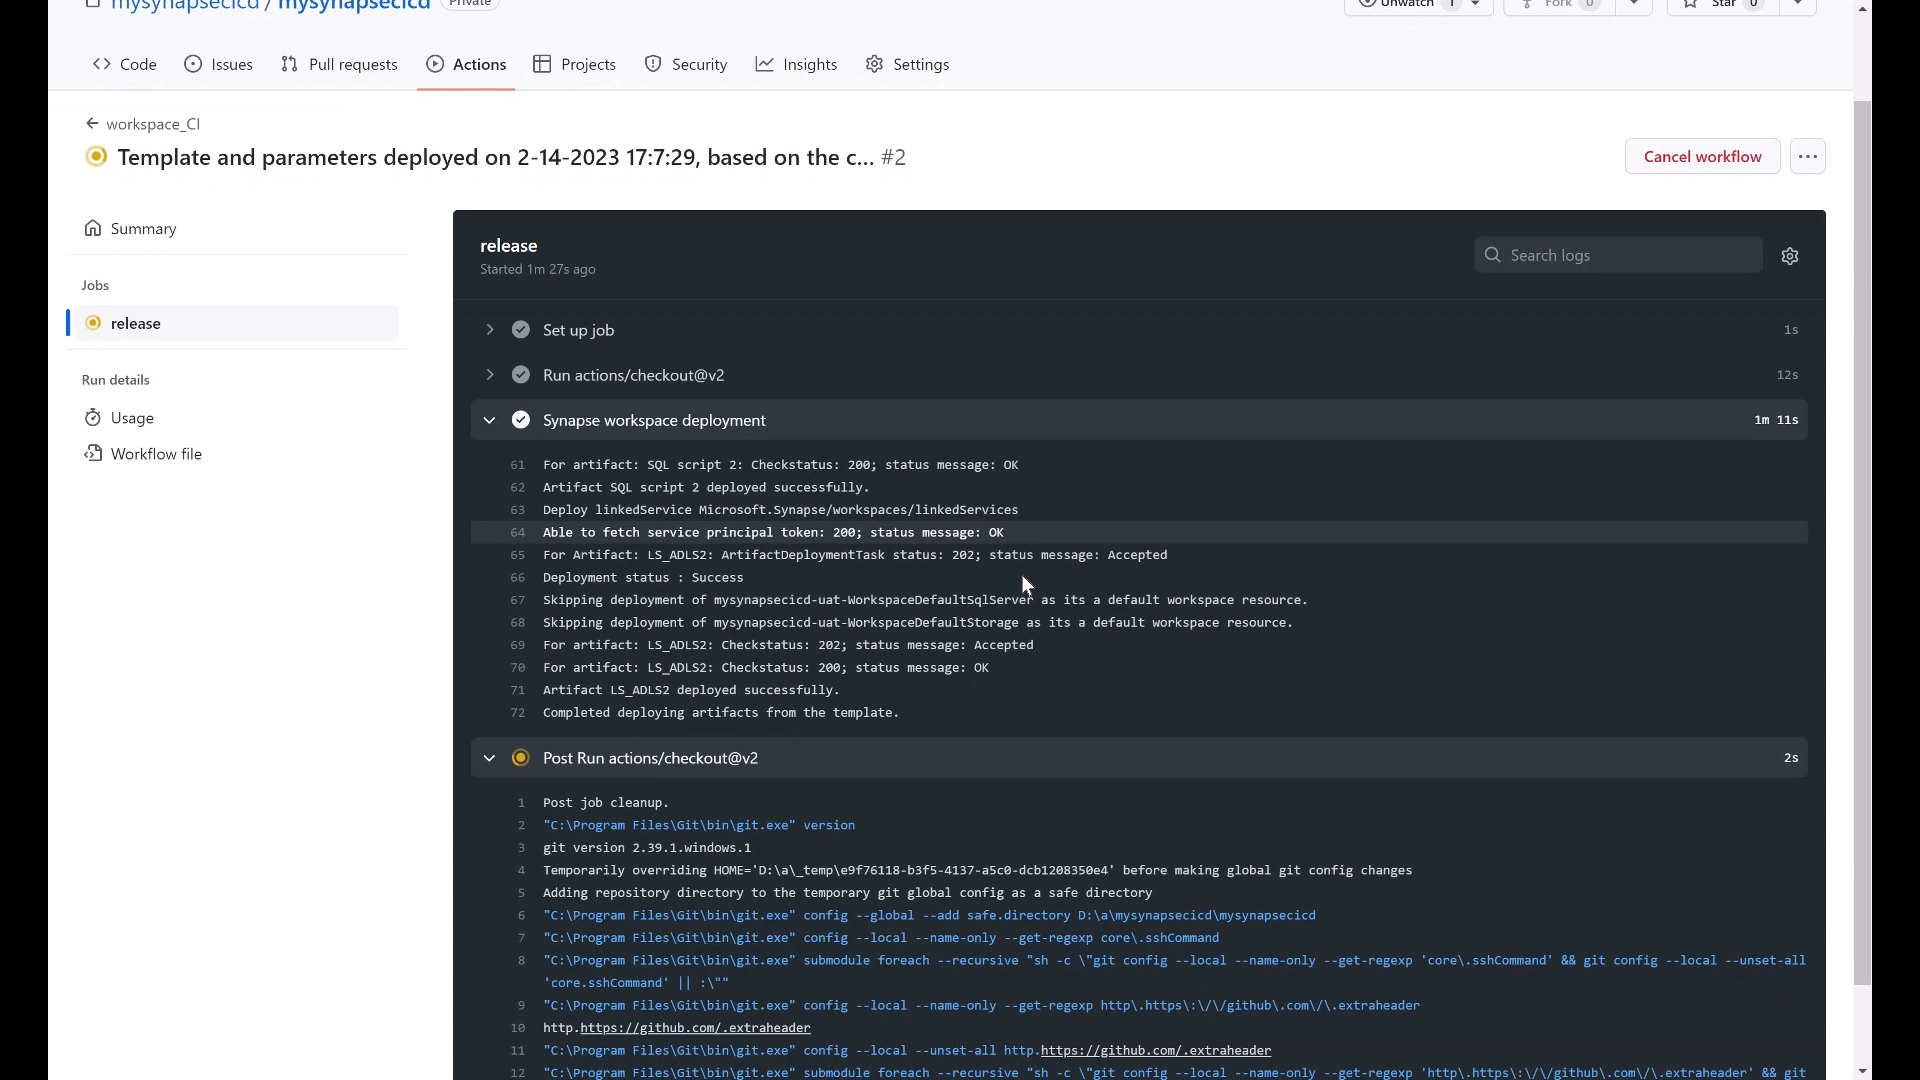 mysynapsecicd / mysynapsecicd Private
Unwatch 1
Fork 0
Star 0
Code Issues Pull requests Actions Projects Security Insights Settings
workspace_CI
Template and parameters deployed on 2-14-2023 17:7:29, based on the c... #2
Cancel workflow
Summary
Jobs
release
Run details
Usage
Workflow file
release
Started 1m 27s ago
Search logs
Set up job 1s
Run actions/checkout@v2 12s
Synapse workspace deployment 1m 11s
61 For artifact: SQL script 2: Checkstatus: 200; status message: OK
62 Artifact SQL script 2 deployed successfully.
63 Deploy linkedService Microsoft.Synapse/workspaces/linkedServices
64 Able to fetch service principal token: 200; status message: OK
65 For Artifact: LS_ADLS2: ArtifactDeploymentTask status: 202; status message: Accepted
66 Deployment status : Success
67 Skipping deployment of mysynapsecicd-uat-WorkspaceDefaultSqlServer as its a default workspace resource.
68 Skipping deployment of mysynapsecicd-uat-WorkspaceDefaultStorage as its a default workspace resource.
69 For artifact: LS_ADLS2: Checkstatus: 202; status message: Accepted
70 For artifact: LS_ADLS2: Checkstatus: 200; status message: OK
71 Artifact LS_ADLS2 deployed successfully.
72 Completed deploying artifacts from the template.
Post Run actions/checkout@v2 2s
1 Post job cleanup.
2 "C:\Program Files\Git\bin\git.exe" version
3 git version 2.39.1.windows.1
4 Temporarily overriding HOME='D:\a\_temp\e9f76118-b3f5-4137-a5c0-dcb1208350e4' before making global git config changes
5 Adding repository directory to the temporary git global config as a safe directory
6 "C:\Program Files\Git\bin\git.exe" config --global --add safe.directory D:\a\mysynapsecicd\mysynapsecicd
7 "C:\Program Files\Git\bin\git.exe" config --local --name-only --get-regexp core\.sshCommand
8 "C:\Program Files\Git\bin\git.exe" submodule foreach --recursive "sh -c \"git config --local --name-only --get-regexp 'core\.sshCommand' && git config --local --unset-all
'core.sshCommand' || :\""
9 "C:\Program Files\Git\bin\git.exe" config --local --name-only --get-regexp http\.https\:\/\/github\.com\/\.extraheader
10 http.https://github.com/.extraheader
11 "C:\Program Files\Git\bin\git.exe" config --local --unset-all http.https://github.com/.extraheader
12 "C:\Program Files\Git\bin\git.exe" submodule foreach --recursive "sh -c \"git config --local --name-only --get-regexp 'http\.https\:\/\/github\.com\/\.extraheader' && git